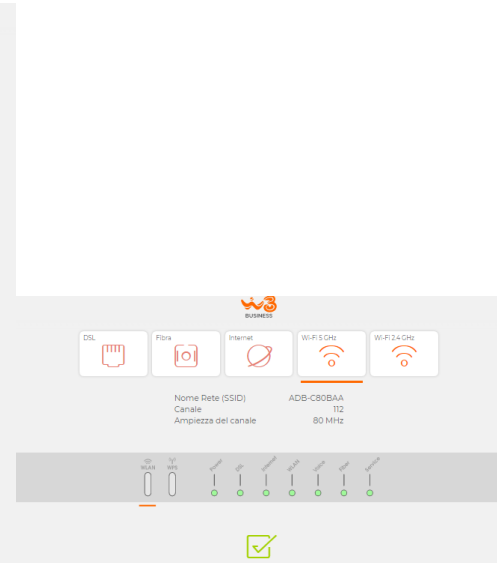 W3
BUSINESS
DSL Fibra Internet Wi-Fi 5 GHz Wi-Fi 2.4 GHz
Nome Rete (SSID) ADB-C80BAA
Canale 112
Ampiezza del canale 80 MHz
WLAN WPS Power DSL Internet WLAN Voice Fiber Service